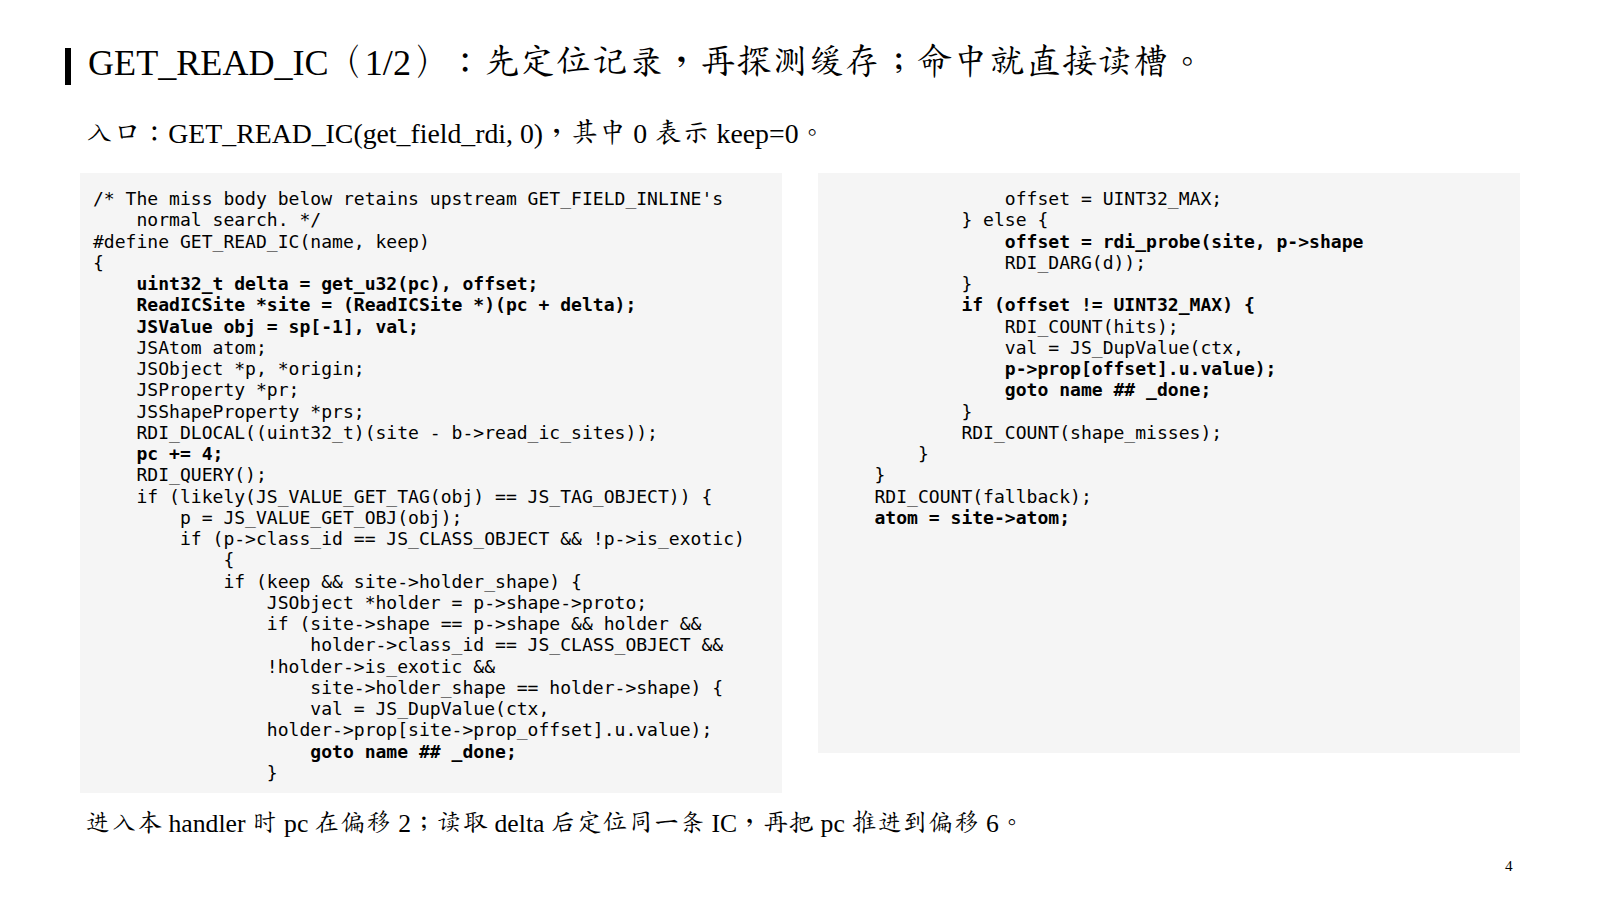 GET_READ_IC（1/2）：先定位记录，再探测缓存；命中就直接读槽。
入口：GET_READ_IC(get_field_rdi, 0)，其中 0 表示 keep=0。
/* The miss body below retains upstream GET_FIELD_INLINE's
    normal search. */
#define GET_READ_IC(name, keep)
{
    uint32_t delta = get_u32(pc), offset;
    ReadICSite *site = (ReadICSite *)(pc + delta);
    JSValue obj = sp[-1], val;
    JSAtom atom;
    JSObject *p, *origin;
    JSProperty *pr;
    JSShapeProperty *prs;
    RDI_DLOCAL((uint32_t)(site - b->read_ic_sites));
    pc += 4;
    RDI_QUERY();
    if (likely(JS_VALUE_GET_TAG(obj) == JS_TAG_OBJECT)) {
        p = JS_VALUE_GET_OBJ(obj);
        if (p->class_id == JS_CLASS_OBJECT && !p->is_exotic)
            {
            if (keep && site->holder_shape) {
                JSObject *holder = p->shape->proto;
                if (site->shape == p->shape && holder &&
                    holder->class_id == JS_CLASS_OBJECT &&
                !holder->is_exotic &&
                    site->holder_shape == holder->shape) {
                    val = JS_DupValue(ctx,
                holder->prop[site->prop_offset].u.value);
                    goto name ## _done;
                }
                offset = UINT32_MAX;
            } else {
                offset = rdi_probe(site, p->shape
                RDI_DARG(d));
            }
            if (offset != UINT32_MAX) {
                RDI_COUNT(hits);
                val = JS_DupValue(ctx,
                p->prop[offset].u.value);
                goto name ## _done;
            }
            RDI_COUNT(shape_misses);
        }
    }
    RDI_COUNT(fallback);
    atom = site->atom;
进入本 handler 时 pc 在偏移 2；读取 delta 后定位同一条 IC，再把 pc 推进到偏移 6。
4